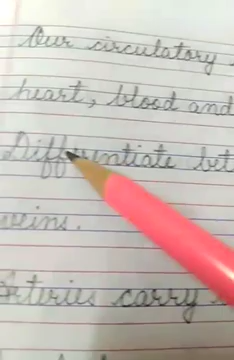 Our circulatory
heart, blood and
Differentiate bet
veins.
Arteries carry